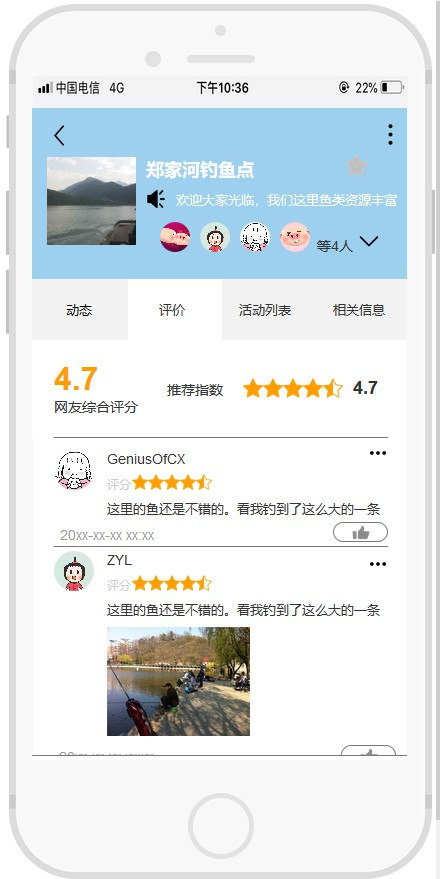 中国电信 4G 下午10:36 22%
郑家河钓鱼点
欢迎大家光临，我们这里鱼类资源丰富
等4人
动态 评价 活动列表 相关信息
4.7
网友综合评分
推荐指数 4.7
GeniusOfCX
评分
这里的鱼还是不错的。看我钓到了这么大的一条
20xx-xx-xx xx:xx
ZYL
评分
这里的鱼还是不错的。看我钓到了这么大的一条